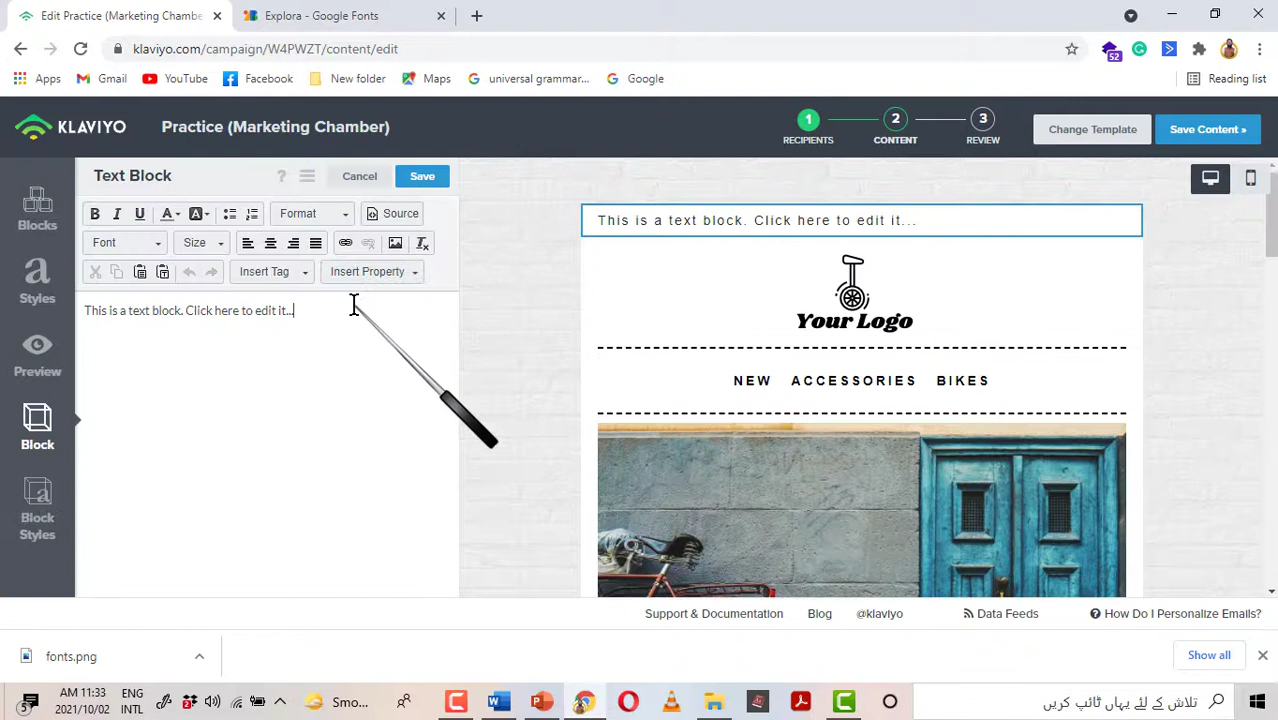 Edit Practice (Marketing Chambe
Explora - Google Fonts
klaviyo.com/campaign/W4PWZT/content/edit
52
Apps
Gmail
YouTube
Facebook
New folder
Maps
universal grammar...
Google
Reading list
KLAVIYO
Practice (Marketing Chamber)
1
RECIPIENTS
2
CONTENT
3
REVIEW
Change Template
Save Content »
Blocks
Styles
Preview
Block
Block
Styles
Text Block
?
Cancel
Save
B I U A A
Format
Source
Font
Size
Insert Tag
Insert Property
This is a text block. Click here to edit it...
This is a text block. Click here to edit it...
Your Logo
NEW ACCESSORIES BIKES
Support & Documentation
Blog
@klaviyo
Data Feeds
How Do I Personalize Emails?
fonts.png
Show all
AM 11:33
2021/10/02
ENG
INTL
Smo...
تلاش کے لئے یہاں ٹائپ کریں